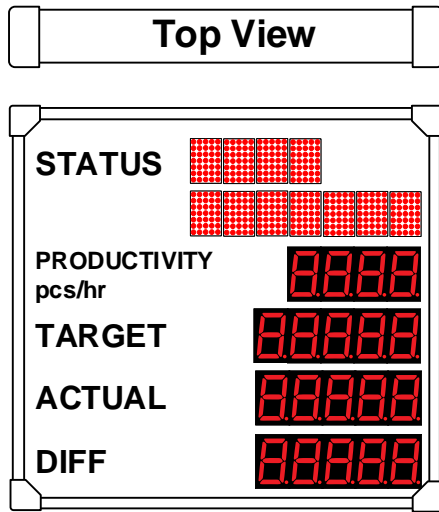 Top View
STATUS
PRODUCTIVITY
pcs/hr
TARGET
ACTUAL
DIFF